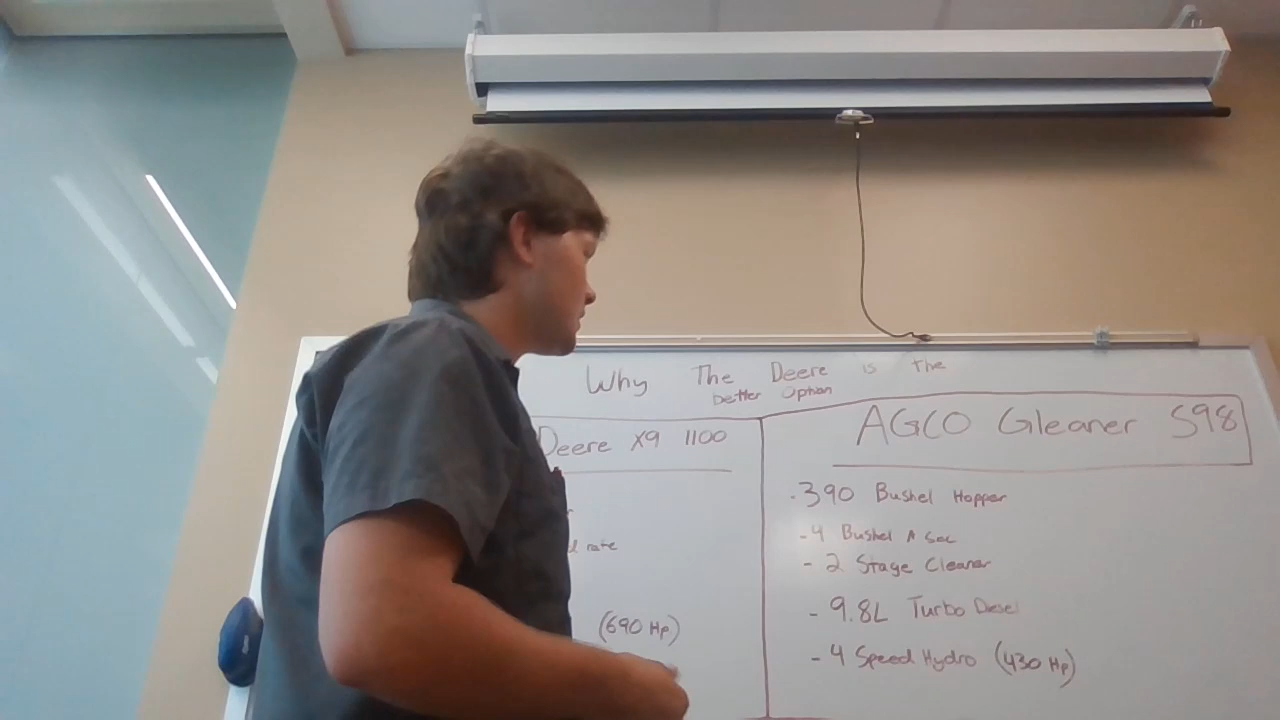 Why The Deere is the
better Option
Deere X9 1100
rate
(690 Hp)
AGCO Gleaner S98
.390 Bushel Hopper
-4 Bushel A Sec
- 2 Stage Cleaner
- 9.8L Turbo Diesel
- 4 Speed Hydro (430 Hp)